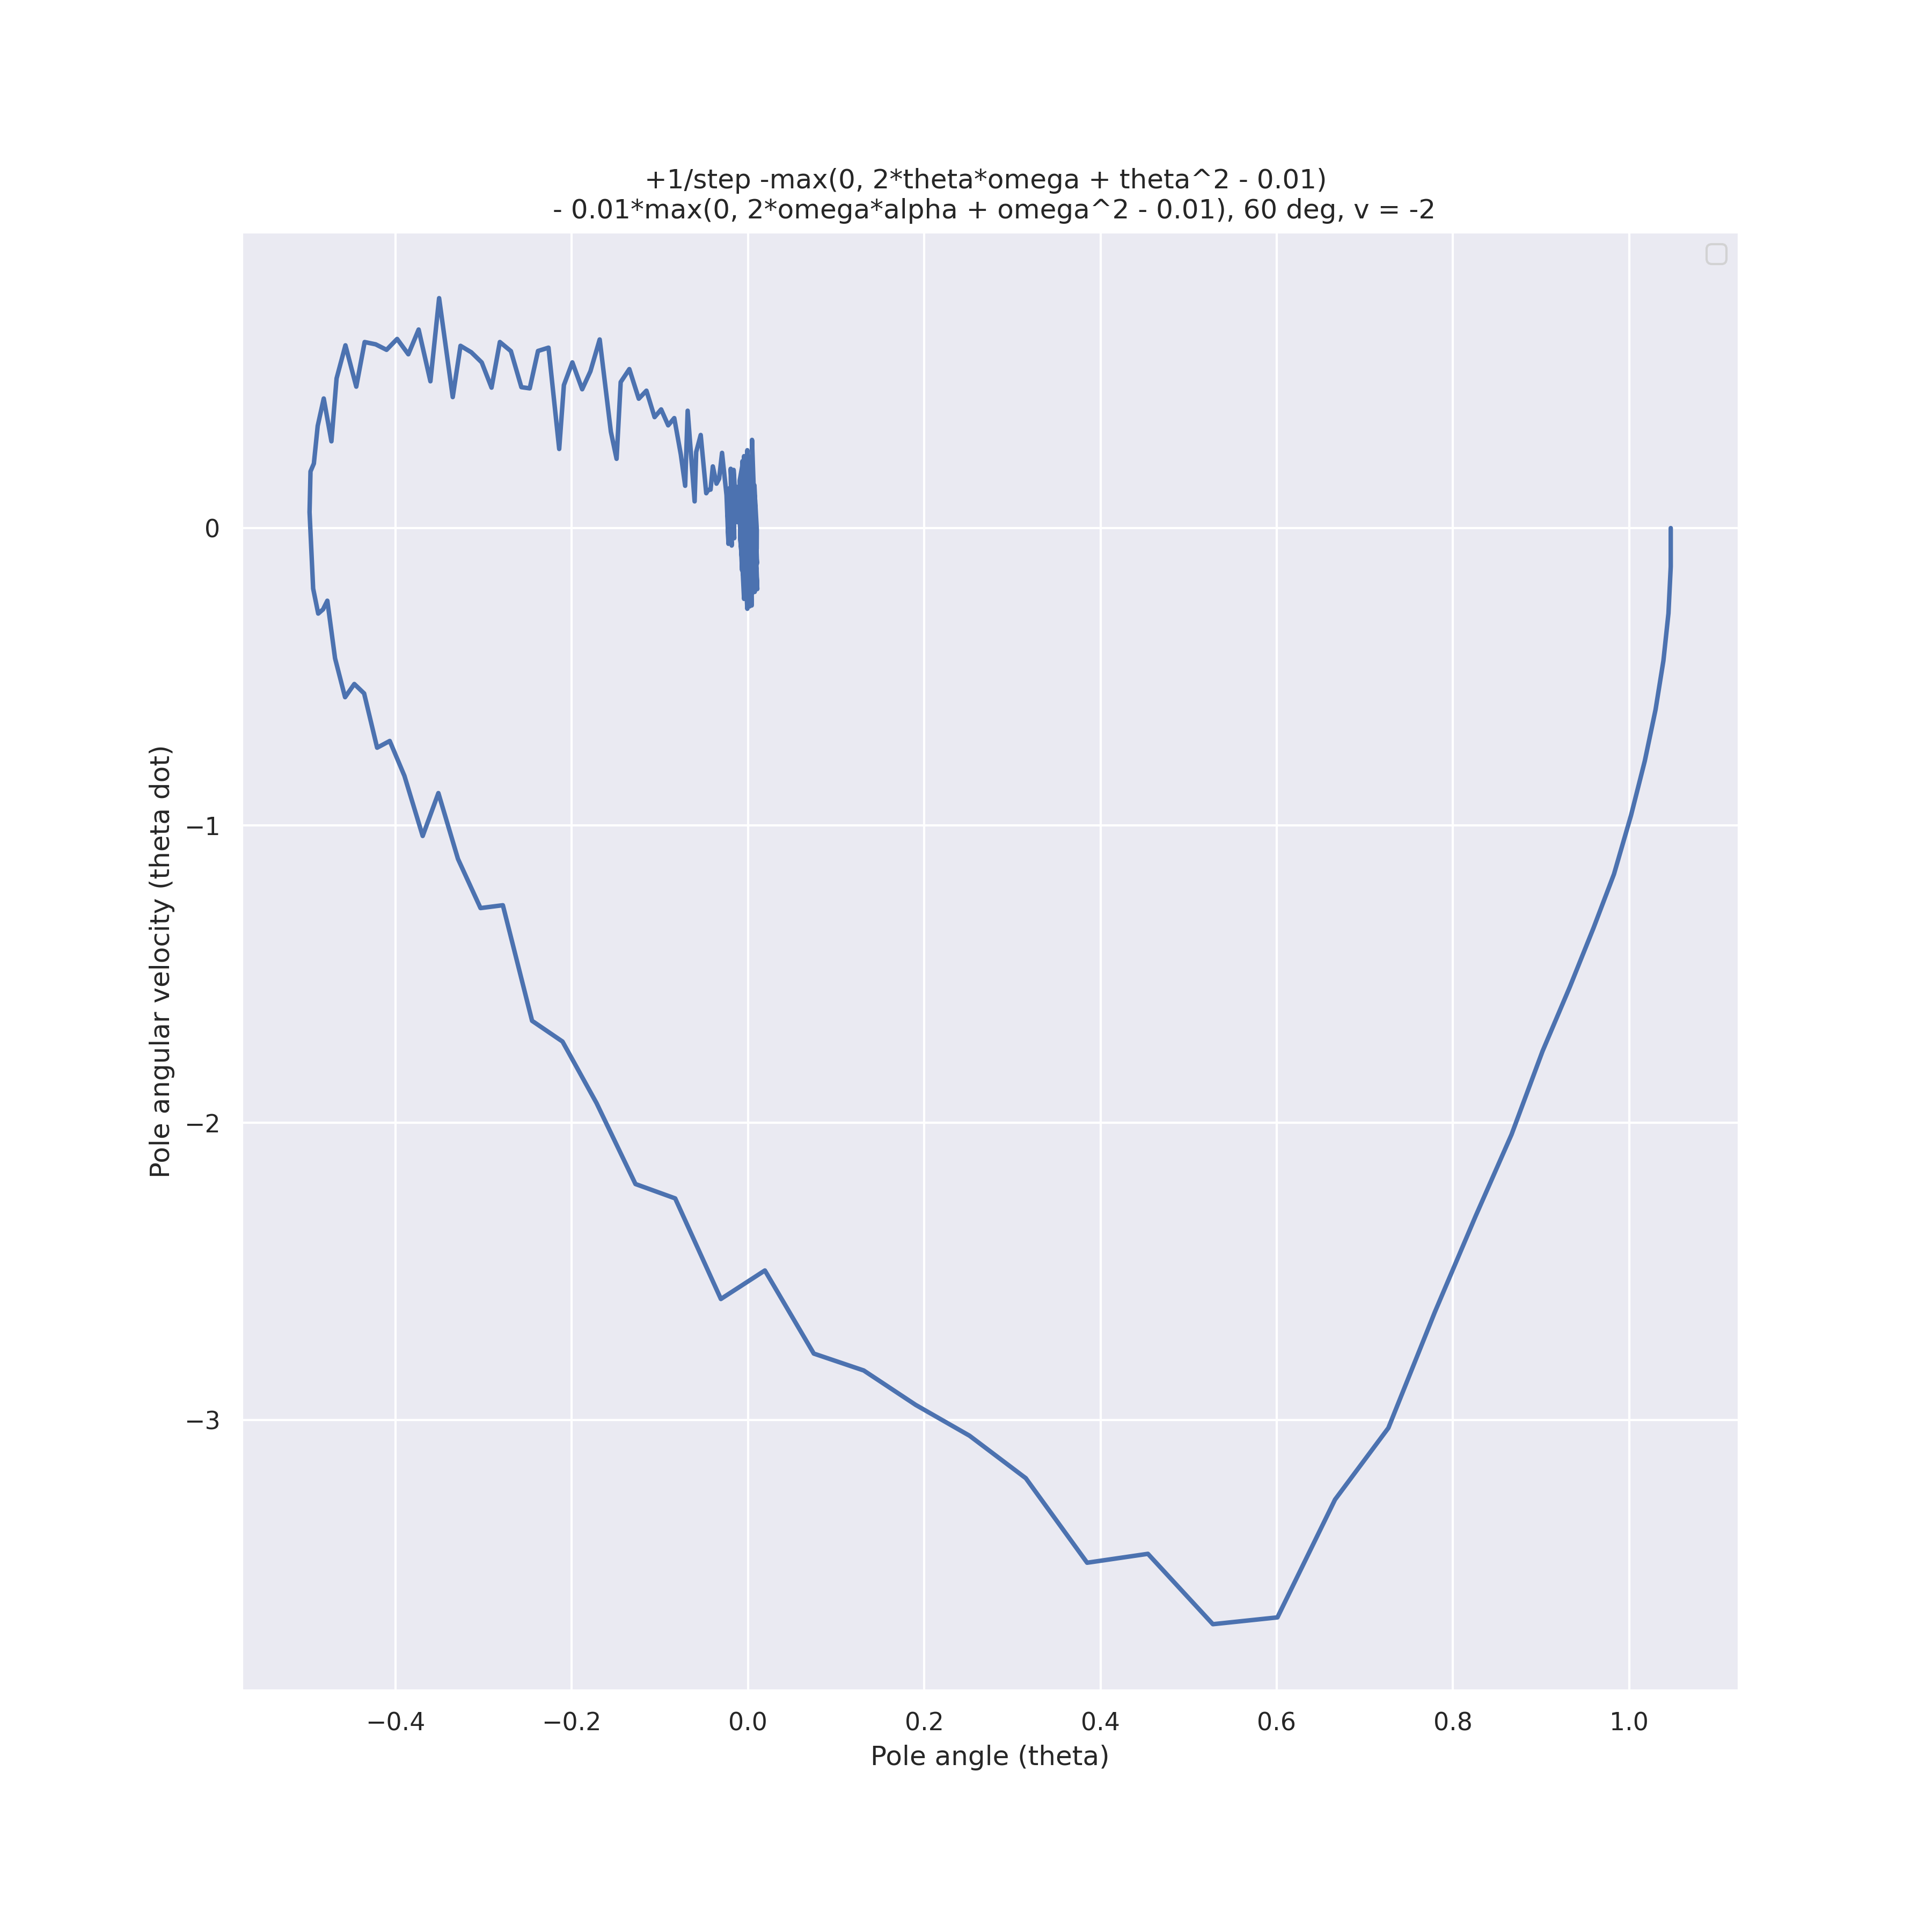 +1/step -max(0, 2*theta*omega + theta^2 - 0.01)
- 0.01*max(0, 2*omega*alpha + omega^2 - 0.01), 60 deg, v = -2
0
−1
−2
−3
Pole angular velocity (theta dot)
−0.4 −0.2 0.0 0.2 0.4 0.6 0.8 1.0
Pole angle (theta)